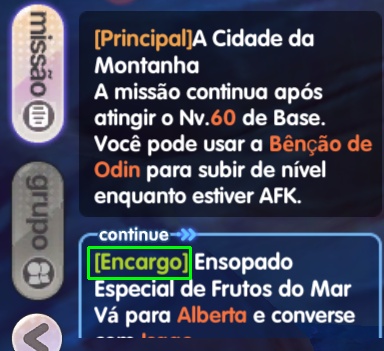 missão
grupo
[Principal]A Cidade da
Montanha
A missão continua após
atingir o Nv.60 de Base.
Você pode usar a Bênção de
Odin para subir de nível
enquanto estiver AFK.
continue
[Encargo] Ensopado
Especial de Frutos do Mar
Vá para Alberta e converse
com